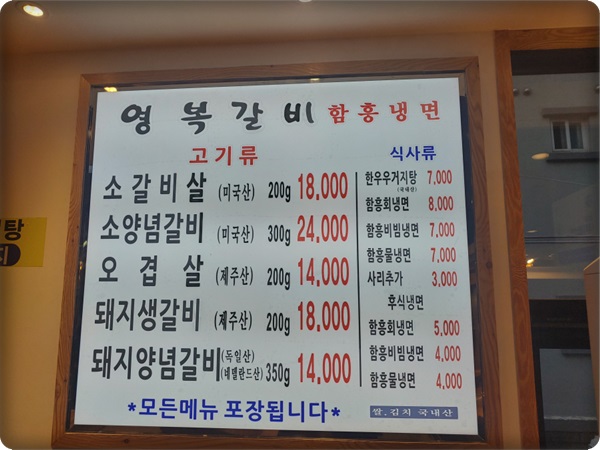 영복갈비 함흥냉면
고기류
소갈비살 (미국산) 200g 18,000
소양념갈비 (미국산) 300g 24,000
오겹살 (제주산) 200g 14,000
돼지생갈비 (제주산) 200g 18,000
돼지양념갈비 (독일산) (네델란드산) 350g 14,000
식사류
한우우거지탕 (국내산) 7,000
함흥회냉면 8,000
함흥비빔냉면 7,000
함흥물냉면 7,000
사리추가 3,000
후식냉면
함흥회냉면 5,000
함흥비빔냉면 4,000
함흥물냉면 4,000
*모든메뉴 포장됩니다*
쌀, 김치 국내산
탕